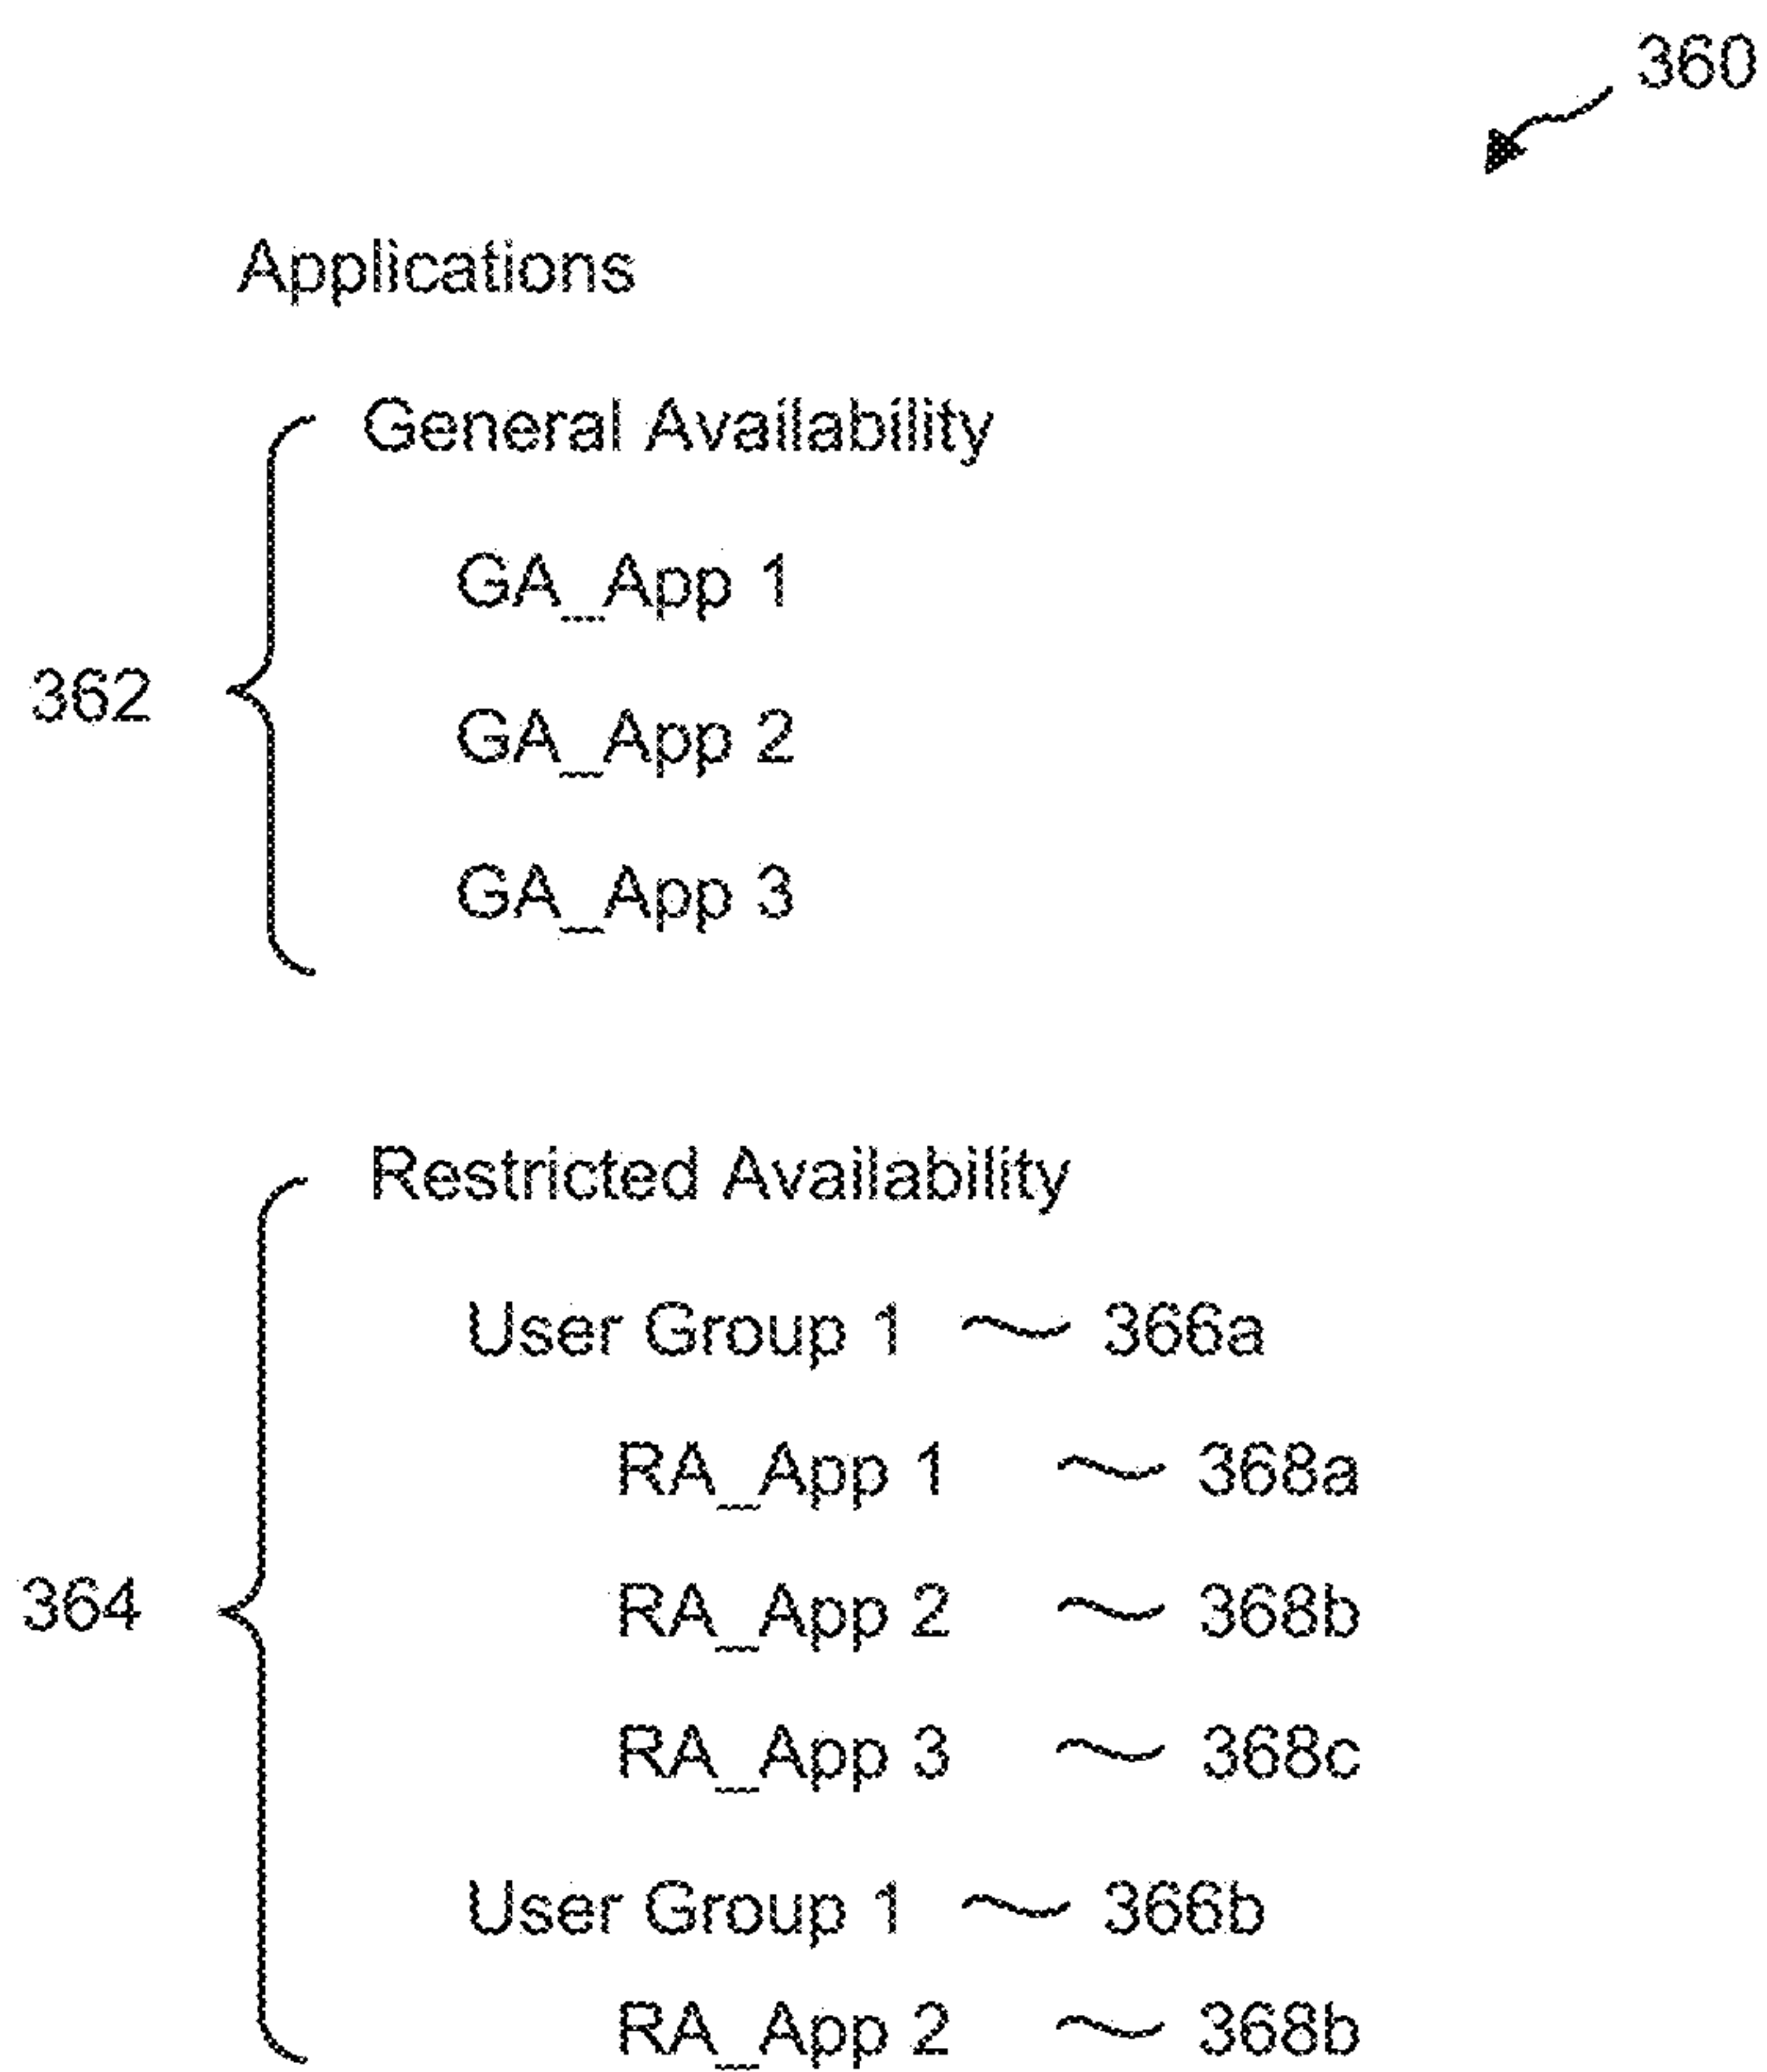 360
Applications
General Availability
GA_App 1
362
GA_App 2
GA_App 3
Restricted Availability
User Group 1 366a
RA_App 1 368a
364
RA_App 2 368b
RA_App 3 368c
User Group 1 366b
RA_App 2 368b